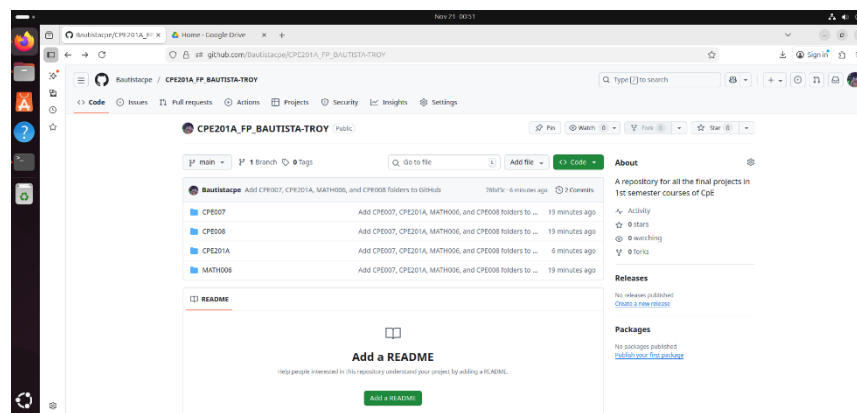 Nov 21 00:51
Bautistacpe/CPE201A_FP
Home - Google Drive
github.com/Bautistacpe/CPE201A_FP_BAUTISTA-TROY
Sign in
Bautistacpe / CPE201A_FP_BAUTISTA-TROY
Type / to search
Code Issues Pull requests Actions Projects Security Insights Settings
CPE201A_FP_BAUTISTA-TROY Public
Pin Watch 0 Fork 0 Star 0
main 1 Branch 0 Tags
Go to file
Add file
Code
Bautistacpe Add CPE007, CPE201A, MATH006, and CPE008 folders to GitHub
6 minutes ago 2 Commits
CPE007 Add CPE007, CPE201A, MATH006, and CPE008 folders to ... 19 minutes ago
CPE008 Add CPE007, CPE201A, MATH006, and CPE008 folders to ... 19 minutes ago
CPE201A Add CPE007, CPE201A, MATH006, and CPE008 folders to ... 6 minutes ago
MATH006 Add CPE007, CPE201A, MATH006, and CPE008 folders to ... 19 minutes ago
README
Add a README
Help people interested in this repository understand your project by adding a README.
Add a README
About
A repository for all the final projects in
1st semester courses of CpE
Activity
0 stars
0 watching
0 forks
Releases
No releases published
Create a new release
Packages
No packages published
Publish your first package